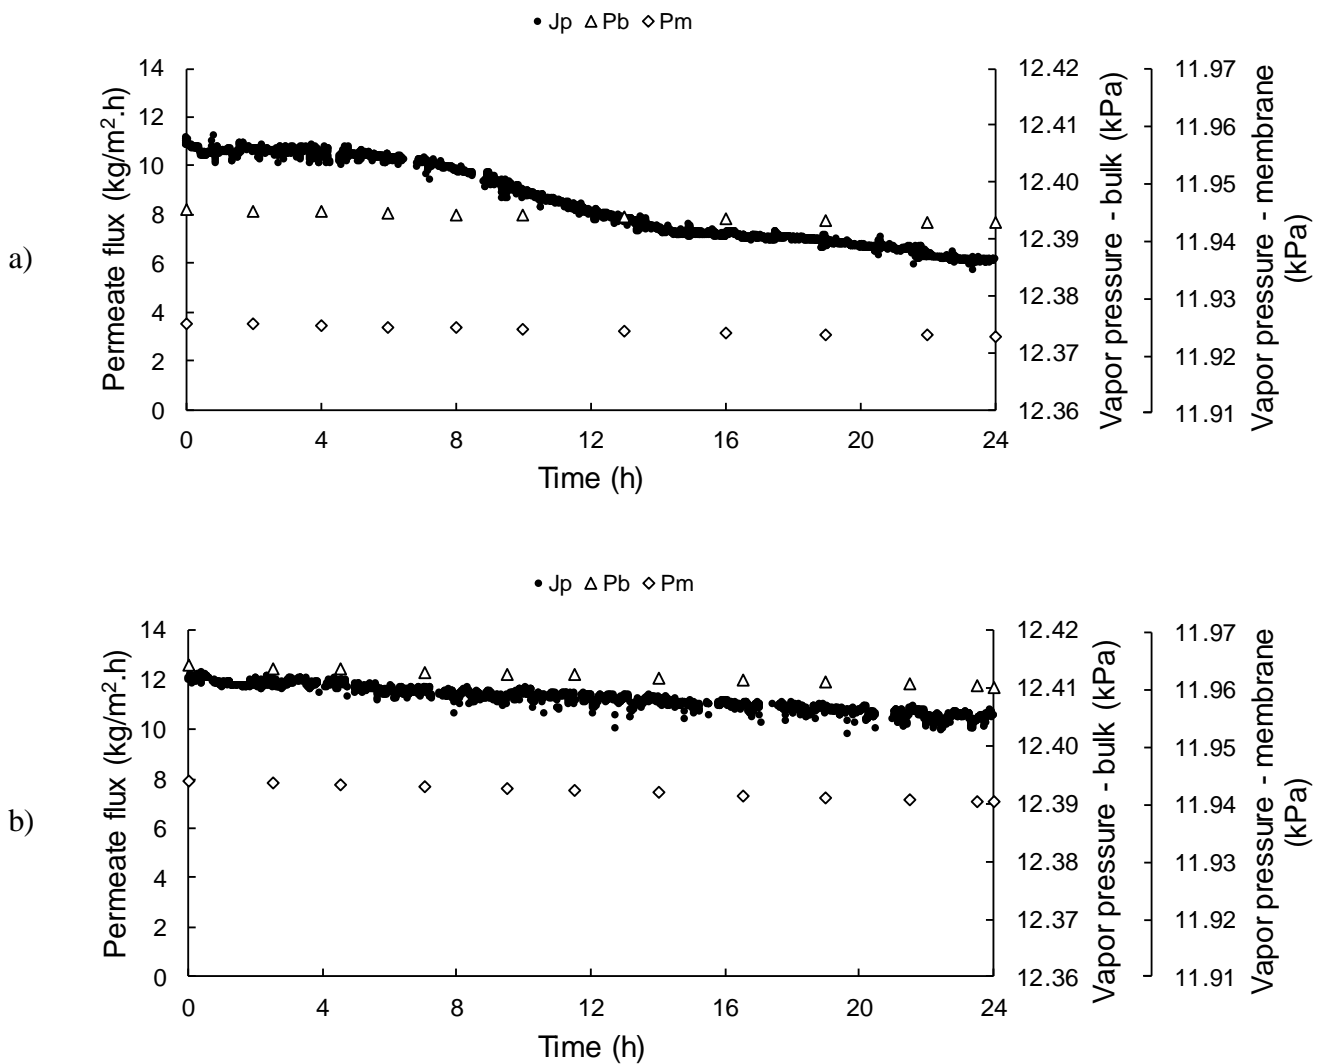 • Jp △ Pb ◇ Pm
a)
Permeate flux (kg/m².h)
14
12
10
8
6
4
2
0
0 4 8 12 16 20 24
Time (h)
12.42
12.41
12.40
12.39
12.38
12.37
12.36
Vapor pressure - bulk (kPa)
11.97
11.96
11.95
11.94
11.93
11.92
11.91
Vapor pressure - membrane
(kPa)
• Jp △ Pb ◇ Pm
b)
Permeate flux (kg/m².h)
14
12
10
8
6
4
2
0
0 4 8 12 16 20 24
Time (h)
12.42
12.41
12.40
12.39
12.38
12.37
12.36
Vapor pressure - bulk (kPa)
11.97
11.96
11.95
11.94
11.93
11.92
11.91
Vapor pressure - membrane
(kPa)